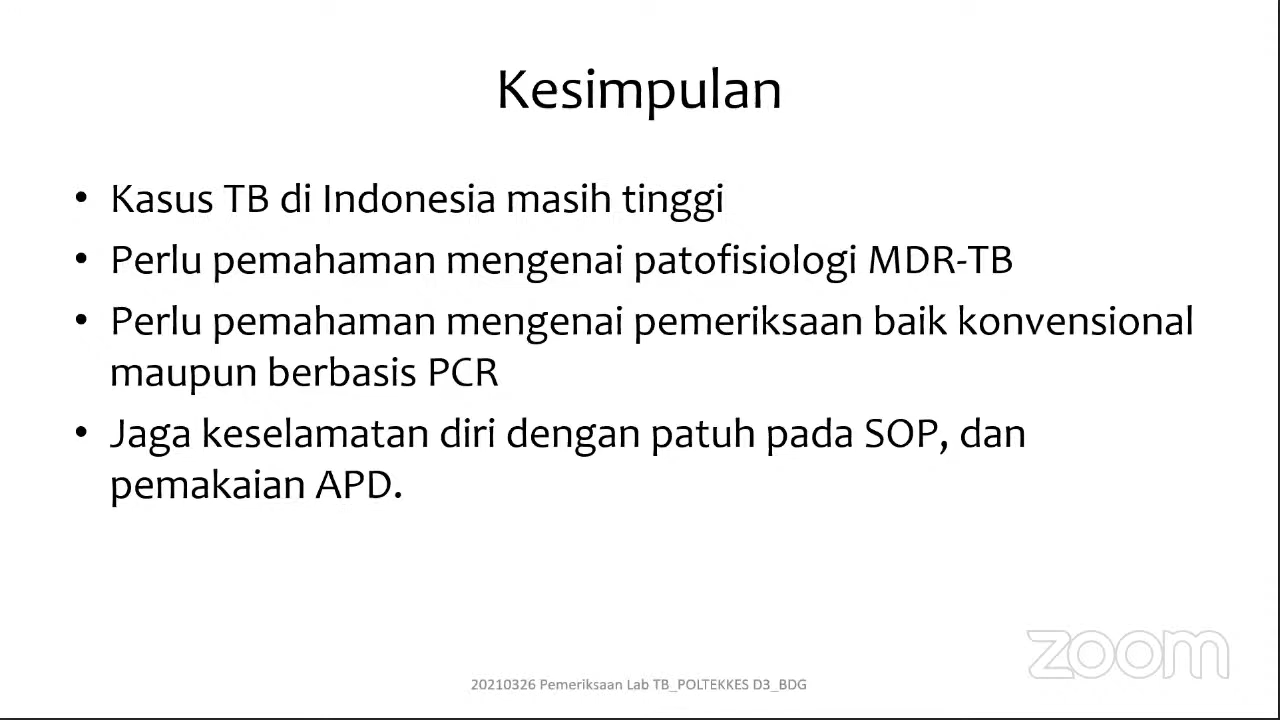 Kesimpulan
• Kasus TB di Indonesia masih tinggi
• Perlu pemahaman mengenai patofisiologi MDR-TB
• Perlu pemahaman mengenai pemeriksaan baik konvensional
maupun berbasis PCR
• Jaga keselamatan diri dengan patuh pada SOP, dan
pemakaian APD.
zoom
20210326 Pemeriksaan Lab TB_POLTEKKES D3_BDG